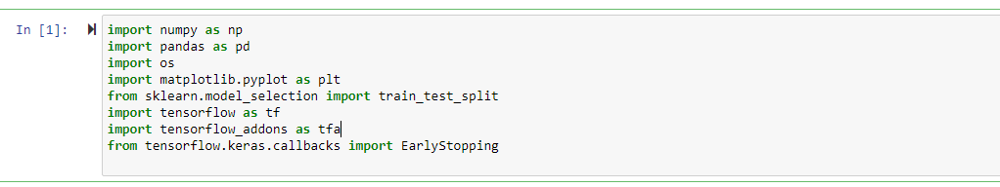 In [1]:
import numpy as np
import pandas as pd
import os
import matplotlib.pyplot as plt
from sklearn.model_selection import train_test_split
import tensorflow as tf
import tensorflow_addons as tfa
from tensorflow.keras.callbacks import EarlyStopping